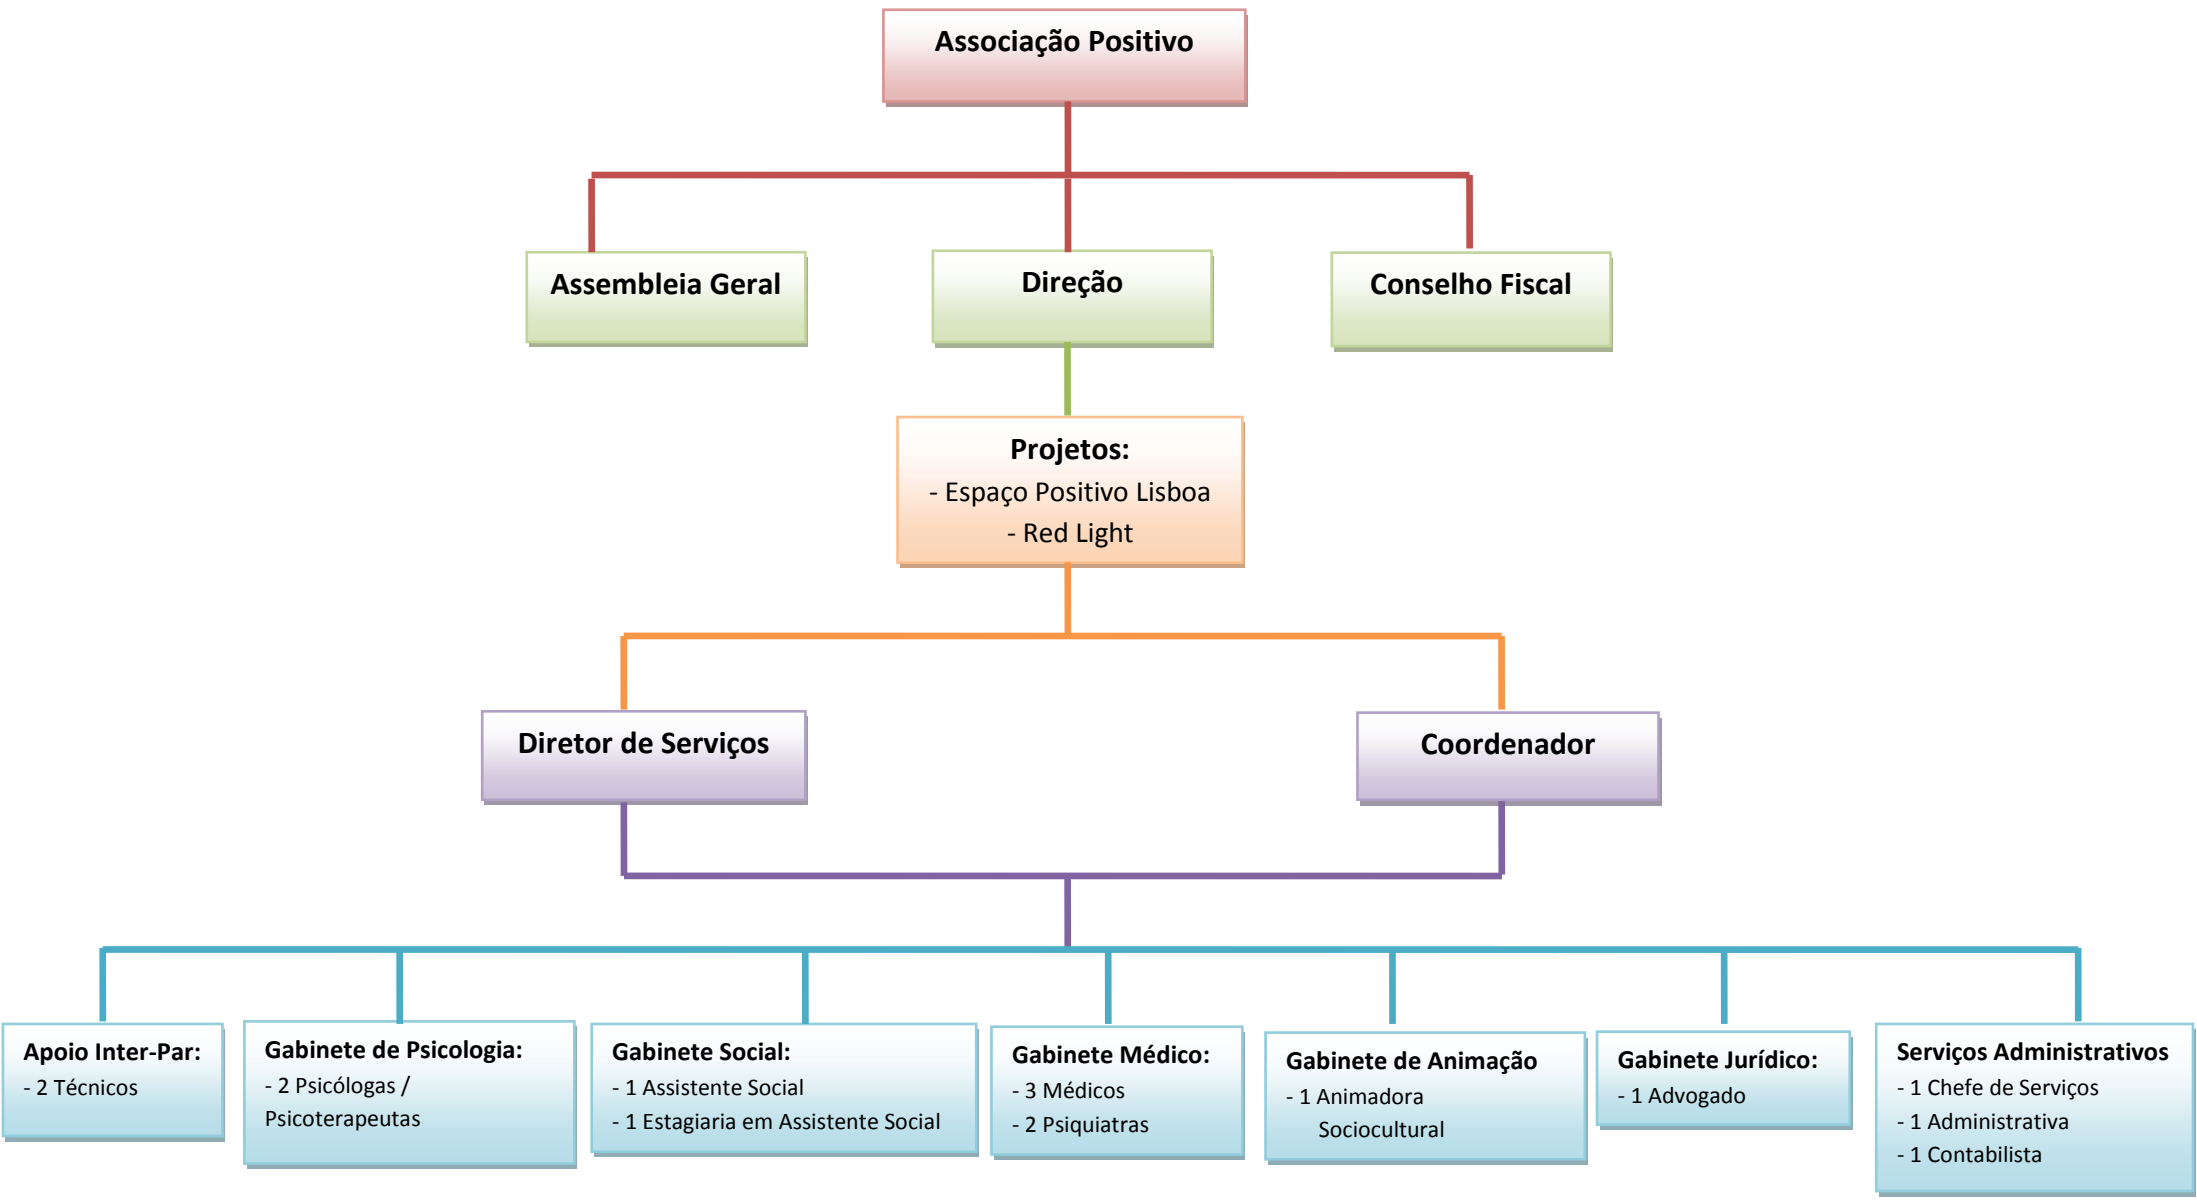 Associação Positivo
Assembleia Geral
Direção
Conselho Fiscal
Projetos:
- Espaço Positivo Lisboa
- Red Light
Diretor de Serviços
Coordenador
Apoio Inter-Par:
- 2 Técnicos
Gabinete de Psicologia:
- 2 Psicólogas /
Psicoterapeutas
Gabinete Social:
- 1 Assistente Social
- 1 Estagiaria em Assistente Social
Gabinete Médico:
- 3 Médicos
- 2 Psiquiatras
Gabinete de Animação
- 1 Animadora
Sociocultural
Gabinete Jurídico:
- 1 Advogado
Serviços Administrativos
- 1 Chefe de Serviços
- 1 Administrativa
- 1 Contabilista